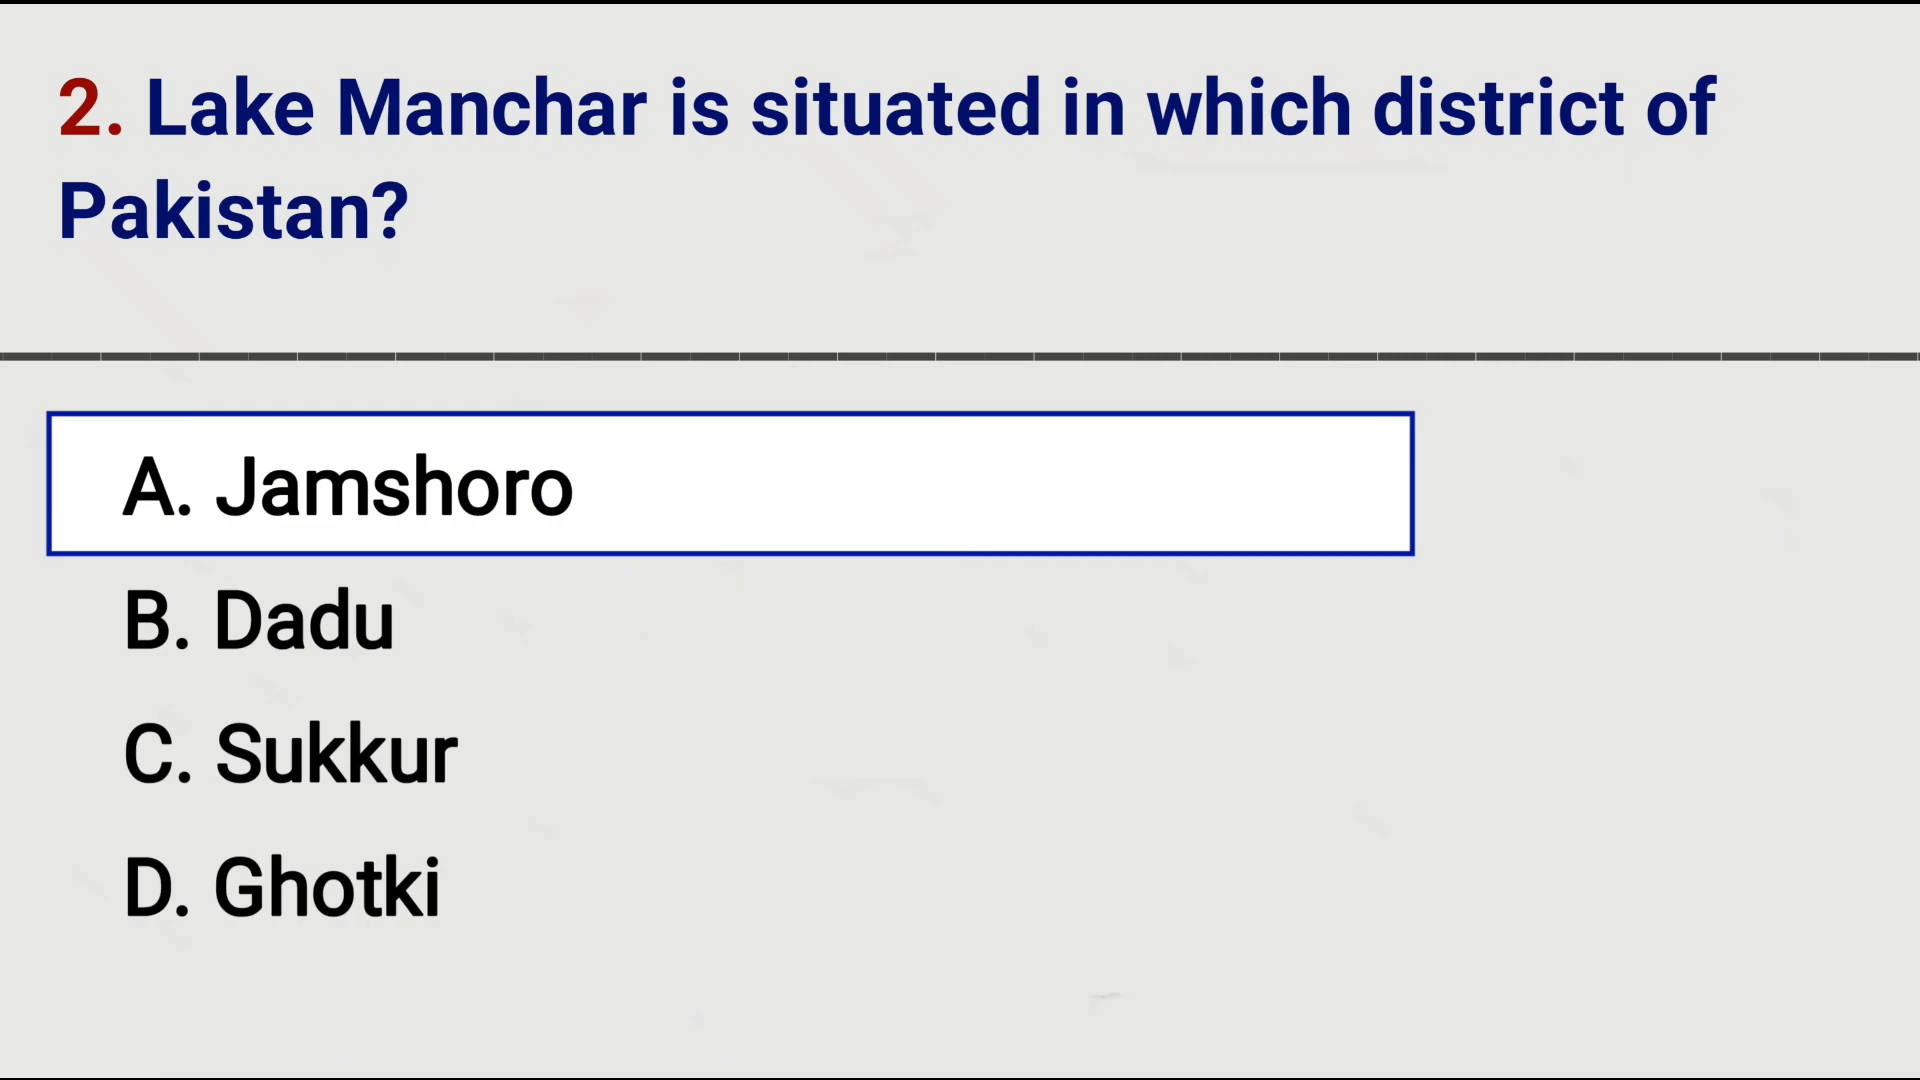 2. Lake Manchar is situated in which district of
Pakistan?
A. Jamshoro
B. Dadu
C. Sukkur
D. Ghotki